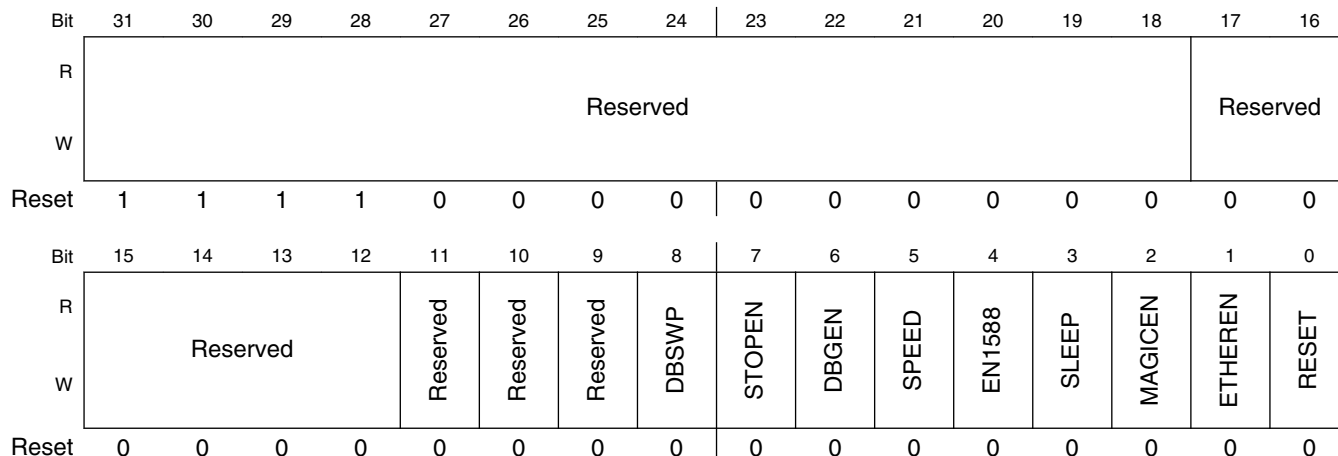 Bit 31 30 29 28 27 26 25 24 23 22 21 20 19 18 17 16
R
Reserved Reserved
W
Reset 1 1 1 1 0 0 0 0 0 0 0 0 0 0 0 0
Bit 15 14 13 12 11 10 9 8 7 6 5 4 3 2 1 0
R
Reserved Reserved Reserved Reserved DBSWP STOPEN DBGEN SPEED EN1588 SLEEP MAGICEN ETHEREN RESET
W
Reset 0 0 0 0 0 0 0 0 0 0 0 0 0 0 0 0